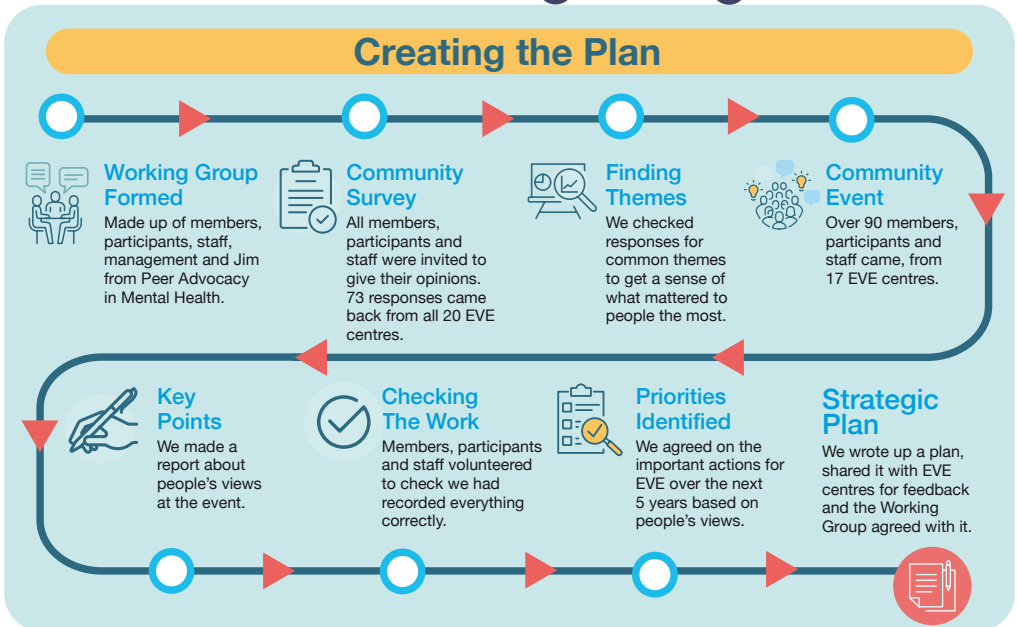 Creating the Plan
Working Group
Formed
Made up of members,
participants, staff,
management and Jim
from Peer Advocacy
in Mental Health.
Community
Survey
All members,
participants and
staff were invited to
give their opinions.
73 responses came
back from all 20 EVE
centres.
Finding
Themes
We checked
responses for
common themes
to get a sense of
what mattered to
people the most.
Community
Event
Over 90 members,
participants and
staff came, from
17 EVE centres.
Key
Points
We made a
report about
people's views
at the event.
Checking
The Work
Members, participants
and staff volunteered
to check we had
recorded everything
correctly.
Priorities
Identified
We agreed on the
important actions for
EVE over the next
5 years based on
people's views.
Strategic
Plan
We wrote up a plan,
shared it with EVE
centres for feedback
and the Working
Group agreed with it.